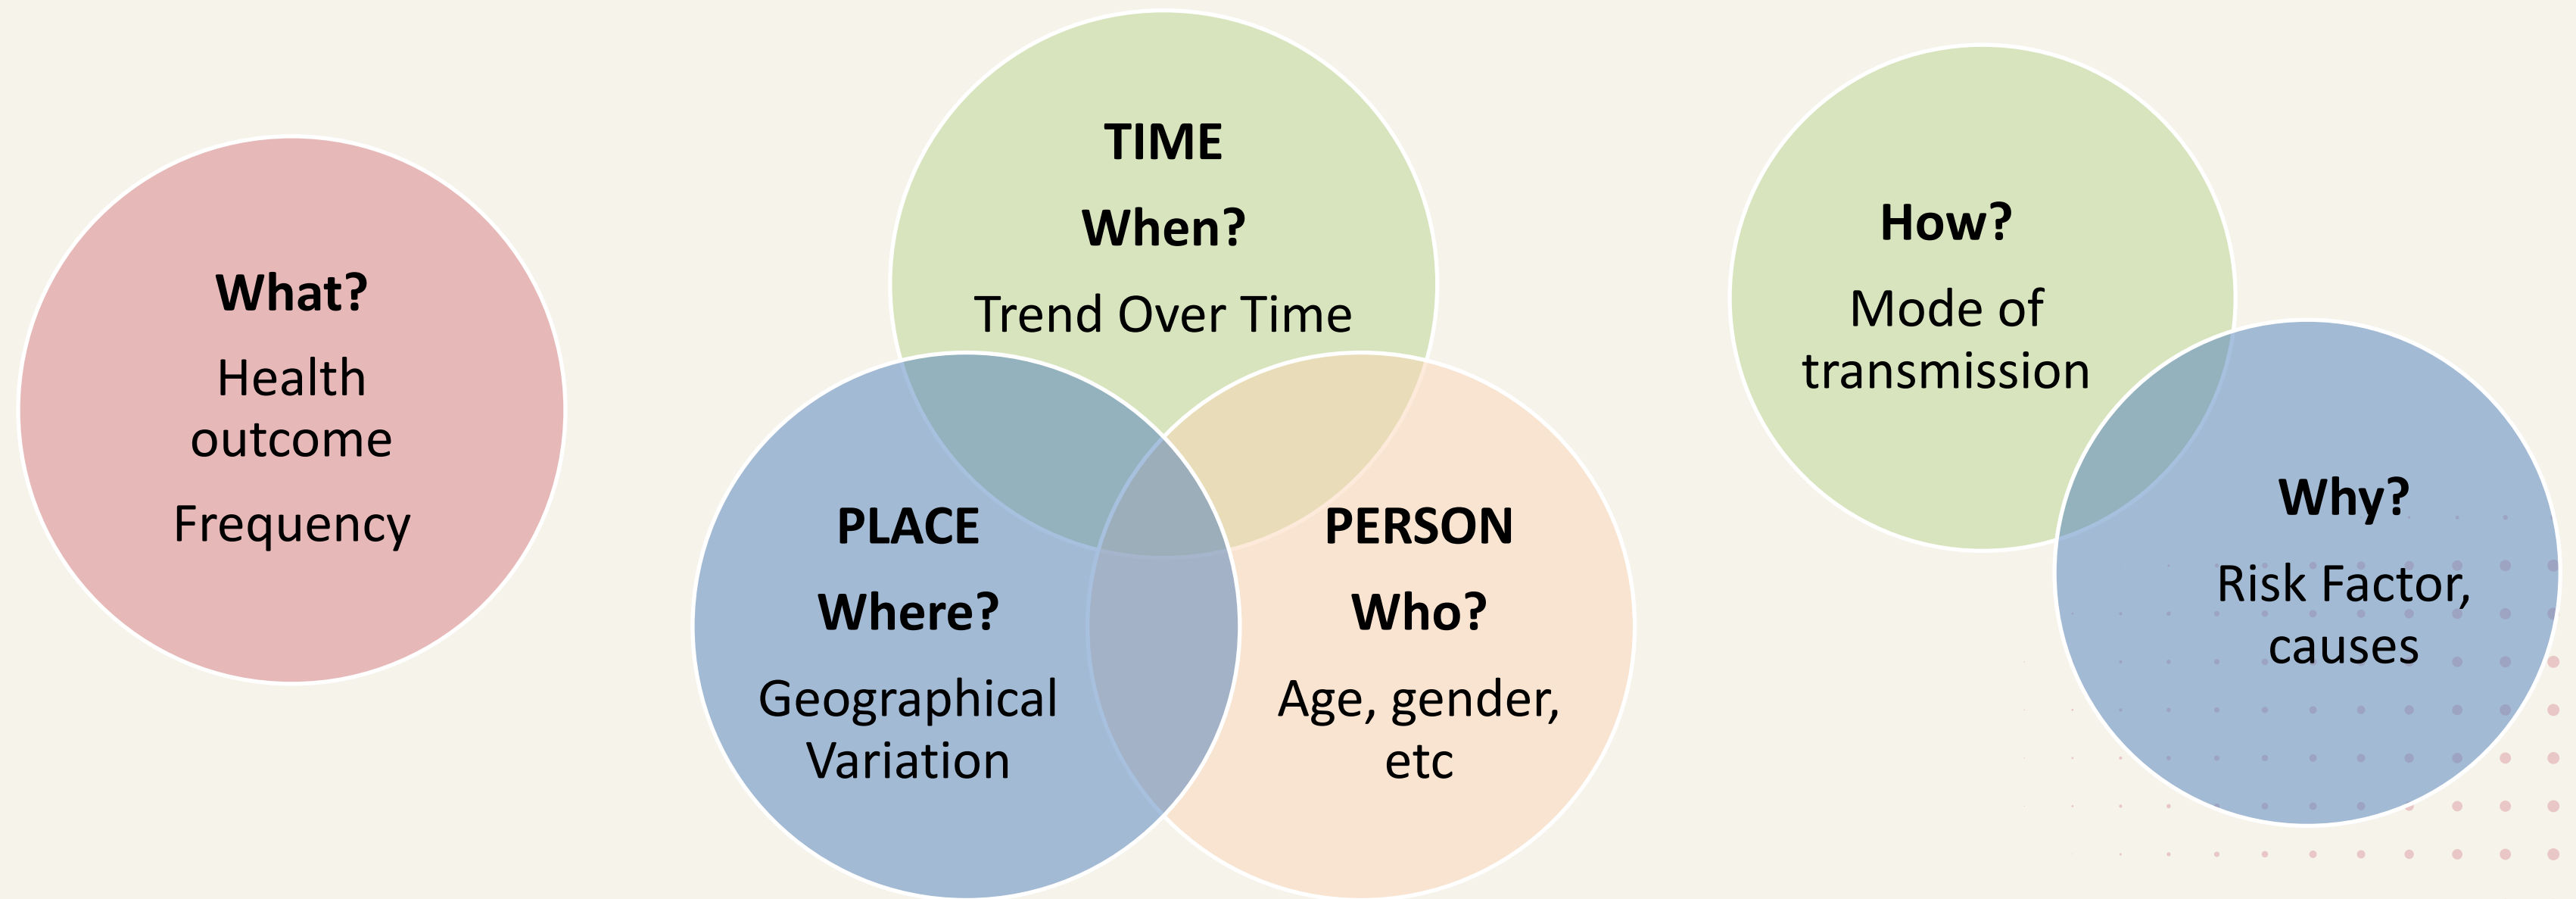 What?
Health
outcome
Frequency
TIME
When?
Trend Over Time
PLACE
Where?
Geographical
Variation
PERSON
Who?
Age, gender,
etc
How?
Mode of
transmission
Why?
Risk Factor,
causes